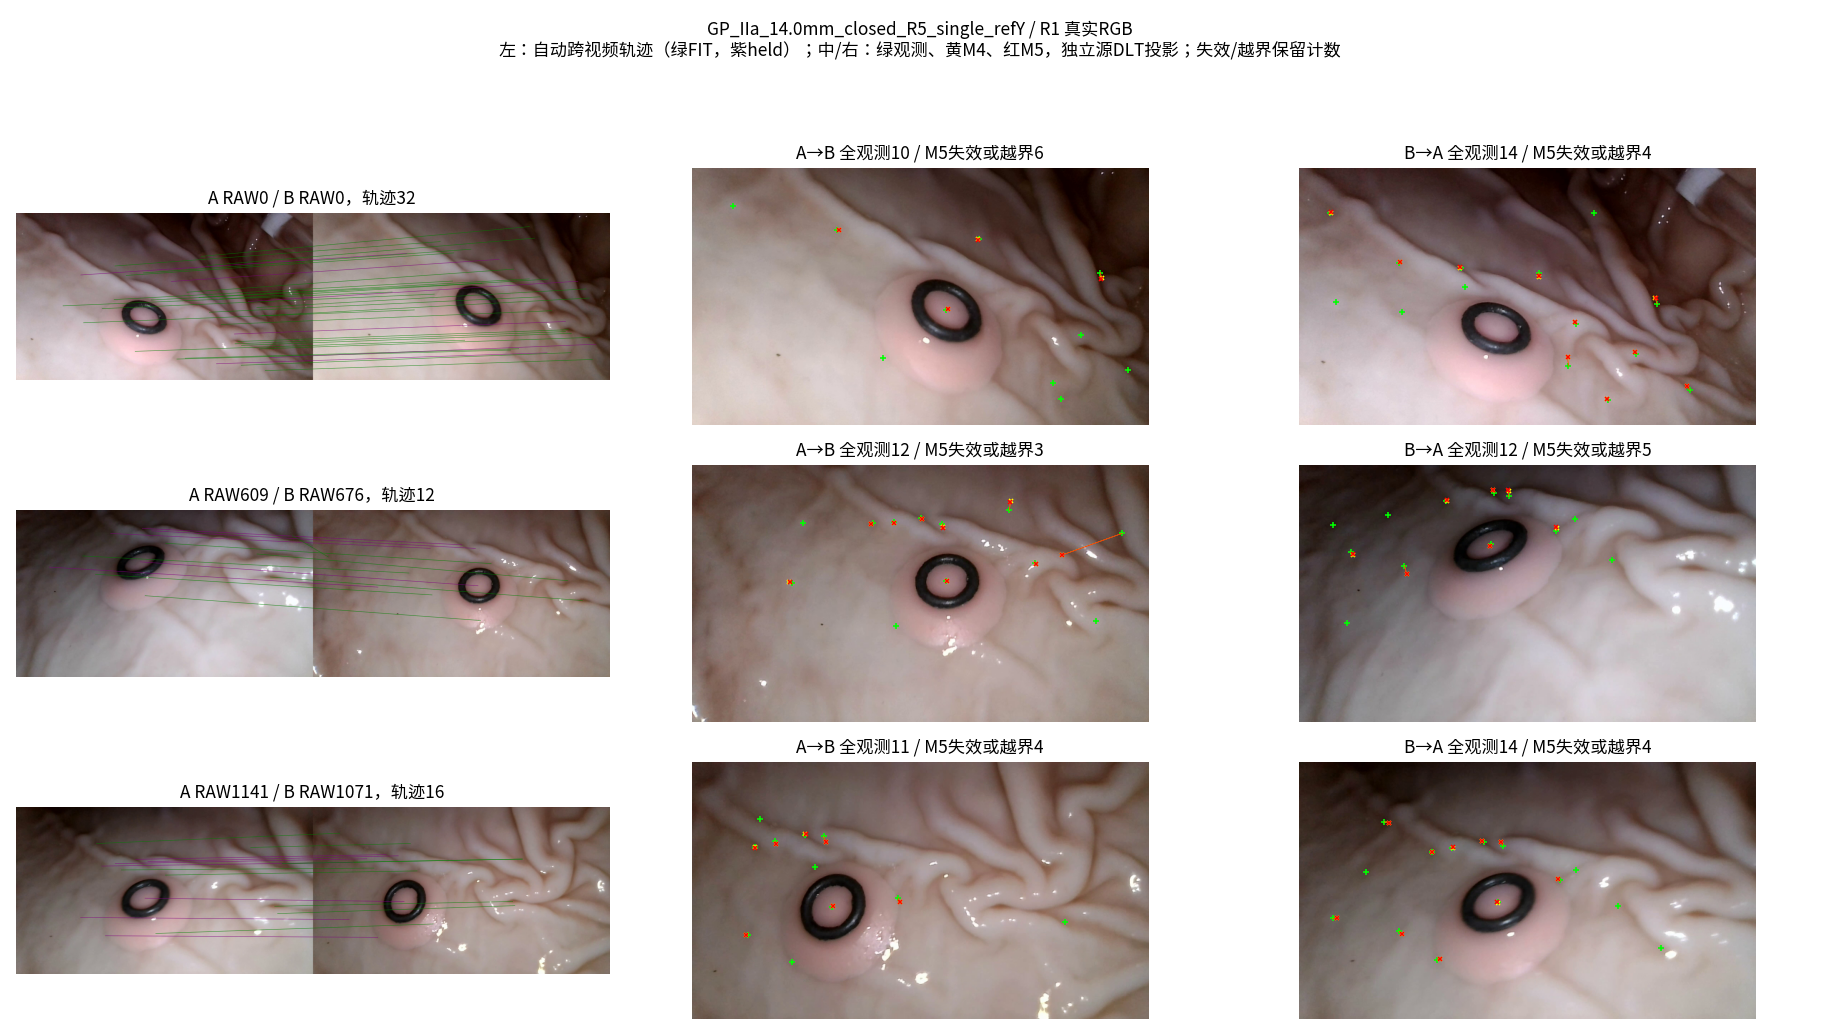 GP_IIa_14.0mm_closed_R5_single_refY / R1 真实RGB
左：自动跨视频轨迹（绿FIT，紫held）；中/右：绿观测、黄M4、红M5，独立源DLT投影；失效/越界保留计数
A RAW0 / B RAW0，轨迹32
A→B 全观测10 / M5失效或越界6
B→A 全观测14 / M5失效或越界4
A RAW609 / B RAW676，轨迹12
A→B 全观测12 / M5失效或越界3
B→A 全观测12 / M5失效或越界5
A RAW1141 / B RAW1071，轨迹16
A→B 全观测11 / M5失效或越界4
B→A 全观测14 / M5失效或越界4